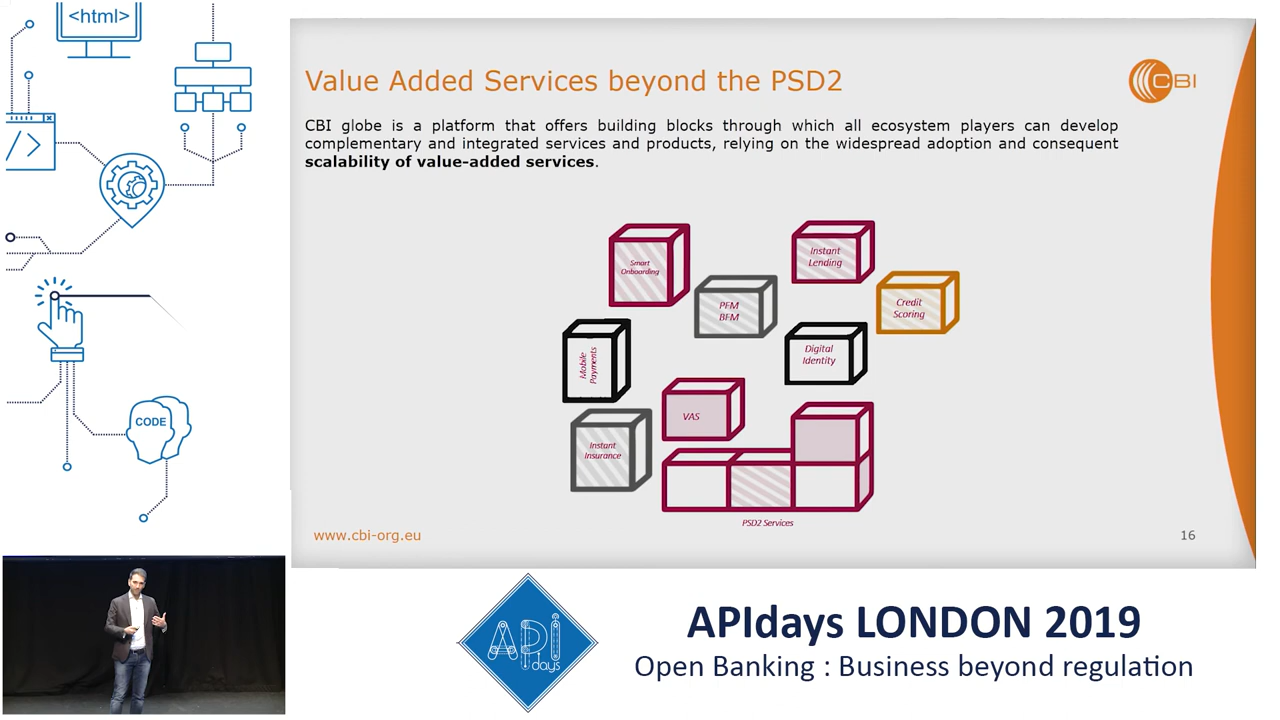 <html>
</>
CODE
Value Added Services beyond the PSD2
CBI
CBI globe is a platform that offers building blocks through which all ecosystem players can develop
complementary and integrated services and products, relying on the widespread adoption and consequent
scalability of value-added services.
Smart
Onboarding
Instant
Lending
PFM
BFM
Credit
Scoring
Mobile
Payments
Digital
Identity
VAS
Instant
Insurance
PSD2 Services
www.cbi-org.eu
16
API
days
APIdays LONDON 2019
Open Banking : Business beyond regulation